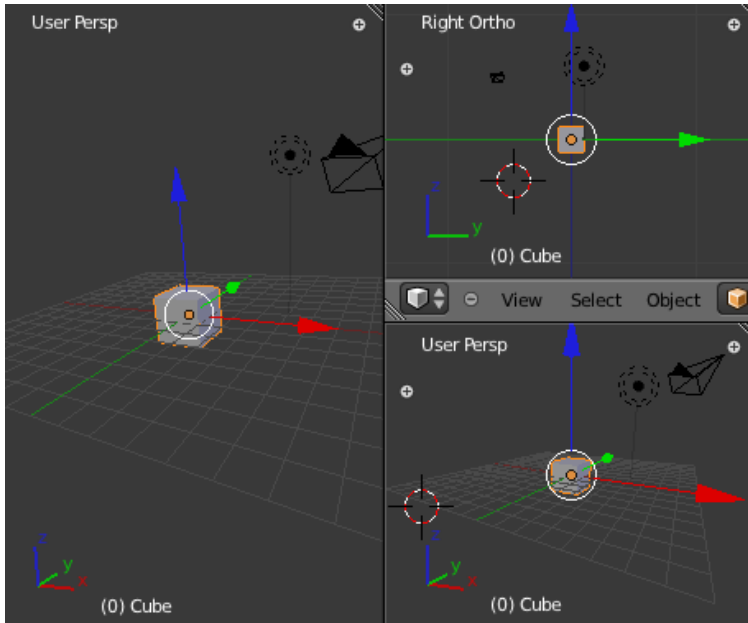 User Persp
z
y
x
(0) Cube
Right Ortho
z
y
(0) Cube
View Select Object
User Persp
z
y
x
(0) Cube